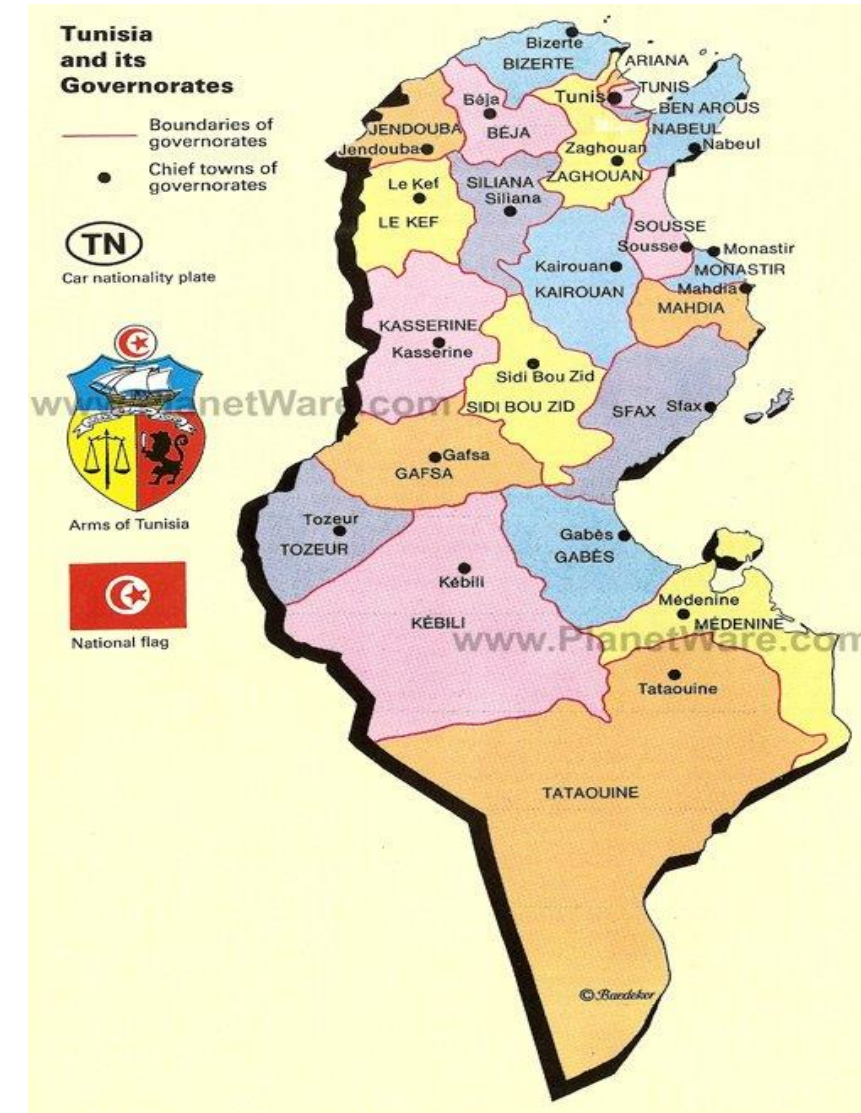 Tunisia
and its
Governorates
Boundaries of
governorates
Chief towns of
governorates
TN
Car nationality plate
Arms of Tunisia
National flag
Bizerte
BIZERTE
ARIANA
Tunis
TUNIS
BEN AROUS
Béja
BÉJA
JENDOUBA
Jendouba
NABEUL
Nabeul
Zaghouan
ZAGHOUAN
Le Kef
LE KEF
SILIANA
Siliana
SOUSSE
Sousse
Monastir
MONASTIR
Kairouan
KAIROUAN
Mahdia
MAHDIA
KASSERINE
Kasserine
Sidi Bou Zid
SIDI BOU ZID
SFAX Sfax
www.PlanetWare.com
Gafsa
GAFSA
Tozeur
TOZEUR
Gabès
GABÈS
Kébili
KÉBILI
Médenine
MÉDENINE
www.PlanetWare.com
Tataouine
TATAOUINE
© Baedeker